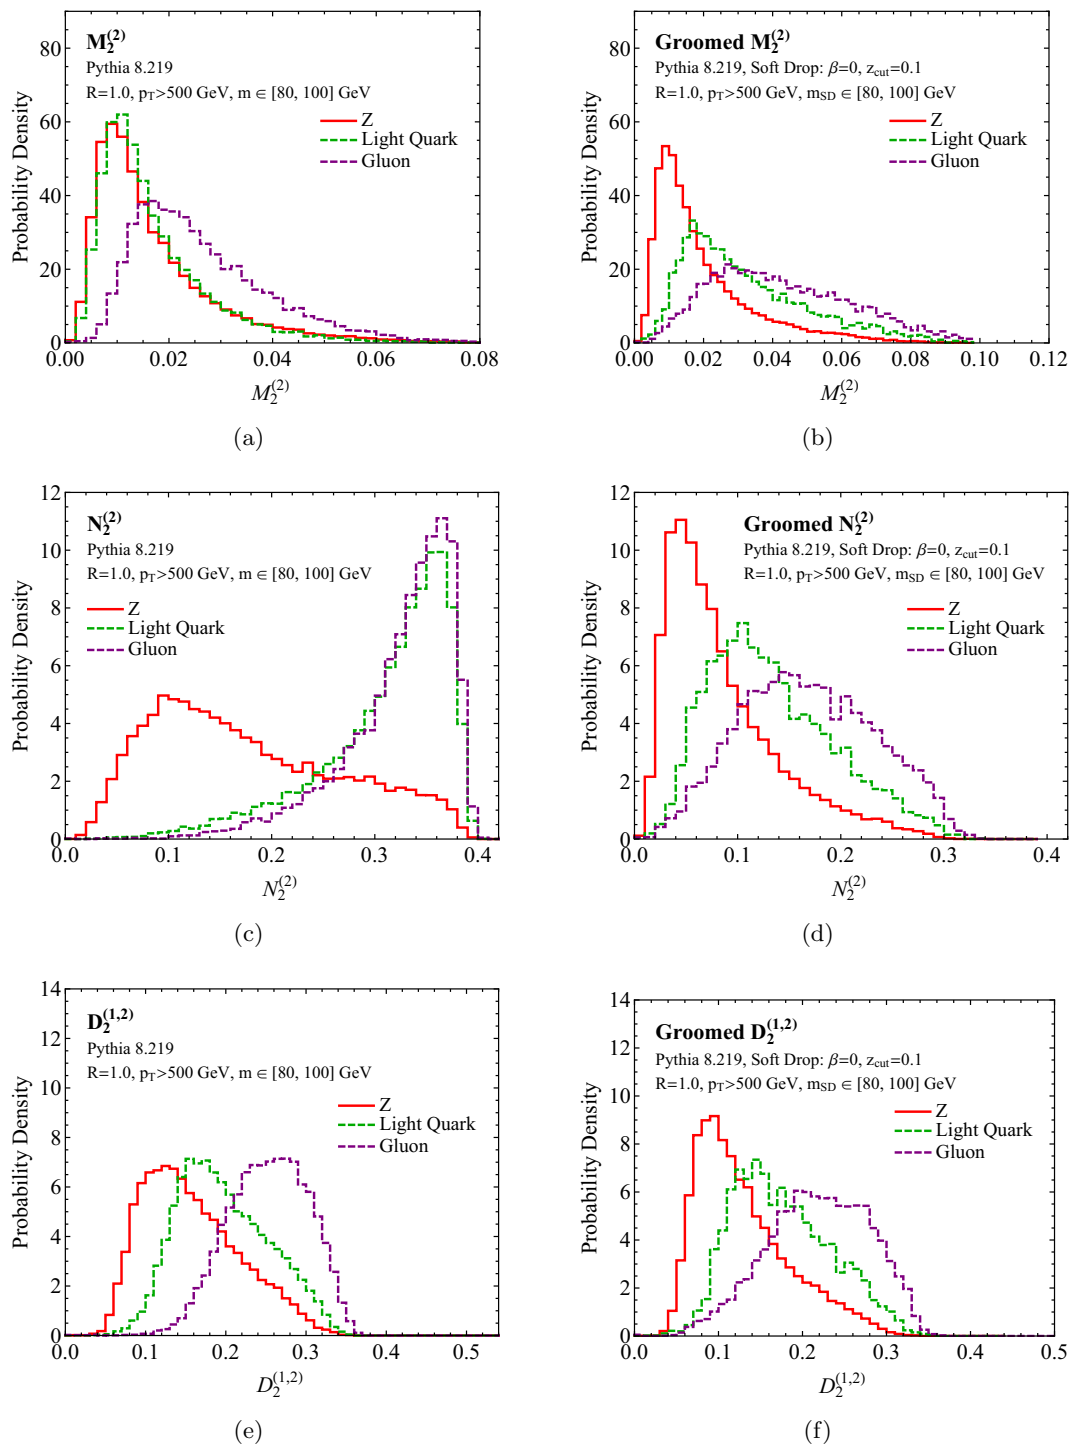 M₂⁽²⁾
Pythia 8.219
R=1.0, p_T>500 GeV, m ∈ [80, 100] GeV
Z
Light Quark
Gluon
Probability Density
0 20 40 60 80
0.00 0.02 0.04 0.06 0.08
M₂⁽²⁾
(a)
Groomed M₂⁽²⁾
Pythia 8.219, Soft Drop: β=0, z_cut=0.1
R=1.0, p_T>500 GeV, m_SD ∈ [80, 100] GeV
Z
Light Quark
Gluon
Probability Density
0 20 40 60 80
0.00 0.02 0.04 0.06 0.08 0.10 0.12
M₂⁽²⁾
(b)
N₂⁽²⁾
Pythia 8.219
R=1.0, p_T>500 GeV, m ∈ [80, 100] GeV
Z
Light Quark
Gluon
Probability Density
0 2 4 6 8 10 12
0.0 0.1 0.2 0.3 0.4
N₂⁽²⁾
(c)
Groomed N₂⁽²⁾
Pythia 8.219, Soft Drop: β=0, z_cut=0.1
R=1.0, p_T>500 GeV, m_SD ∈ [80, 100] GeV
Z
Light Quark
Gluon
Probability Density
0 2 4 6 8 10 12
0.0 0.1 0.2 0.3 0.4
N₂⁽²⁾
(d)
D₂⁽¹,²⁾
Pythia 8.219
R=1.0, p_T>500 GeV, m ∈ [80, 100] GeV
Z
Light Quark
Gluon
Probability Density
0 2 4 6 8 10 12 14
0.0 0.1 0.2 0.3 0.4 0.5
D₂⁽¹,²⁾
(e)
Groomed D₂⁽¹,²⁾
Pythia 8.219, Soft Drop: β=0, z_cut=0.1
R=1.0, p_T>500 GeV, m_SD ∈ [80, 100] GeV
Z
Light Quark
Gluon
Probability Density
0 2 4 6 8 10 12 14
0.0 0.1 0.2 0.3 0.4 0.5
D₂⁽¹,²⁾
(f)